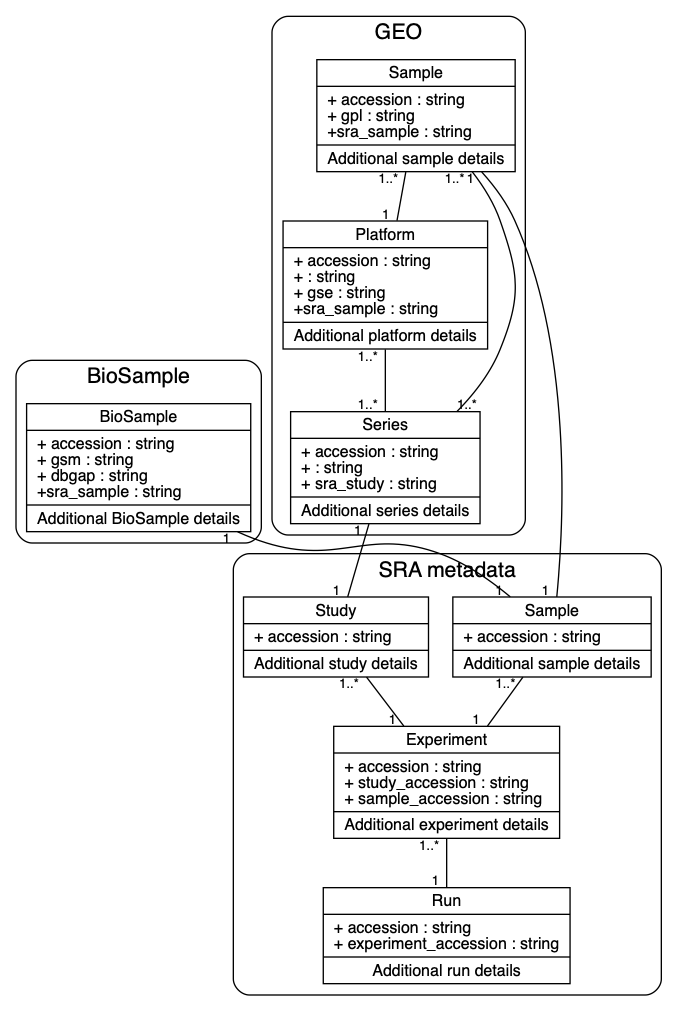 GEO
Sample
+ accession : string
+ gpl : string
+sra_sample : string
Additional sample details
1..*
1..*
1
1
Platform
+ accession : string
+ : string
+ gse : string
+sra_sample : string
Additional platform details
1..*
1..*
1..*
Series
+ accession : string
+ : string
+ sra_study : string
Additional series details
1
BioSample
BioSample
+ accession : string
+ gsm : string
+ dbgap : string
+sra_sample : string
Additional BioSample details
1
SRA metadata
1
1
1
Study
+ accession : string
Additional study details
1..*
Sample
+ accession : string
Additional sample details
1..*
1
1
Experiment
+ accession : string
+ study_accession : string
+ sample_accession : string
Additional experiment details
1..*
1
Run
+ accession : string
+ experiment_accession : string
Additional run details